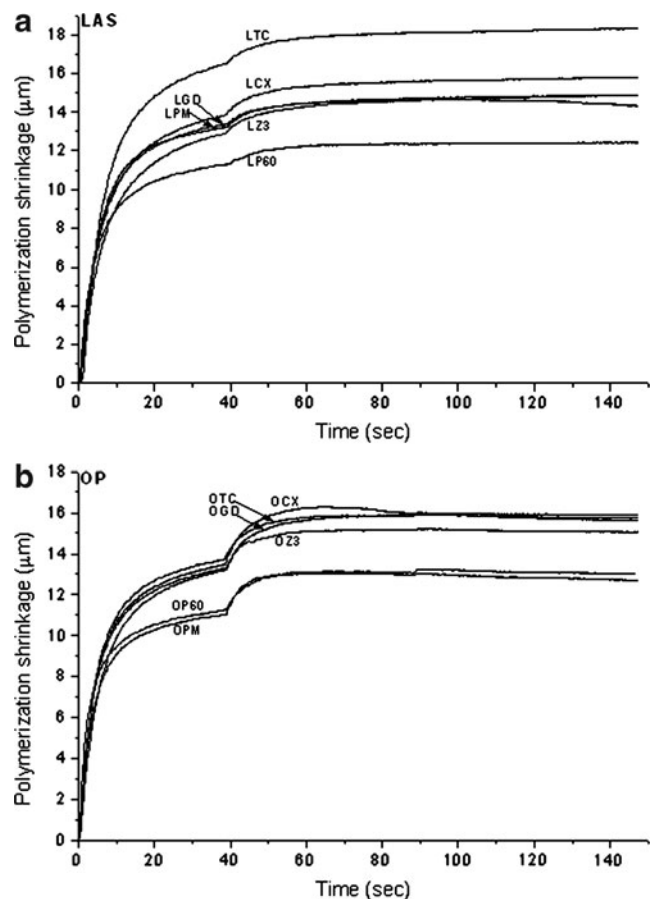 a
LAS
18
16
14
12
10
8
6
4
2
0
Polymerization shrinkage (µm)
LTC
LCX
LGD
LPM
LZ3
LP60
0 20 40 60 80 100 120 140
Time (sec)
b
OP
18
16
14
12
10
8
6
4
2
0
Polymerization shrinkage (µm)
OTC
OCX
OGD
OZ3
OP60
OPM
0 20 40 60 80 100 120 140
Time (sec)